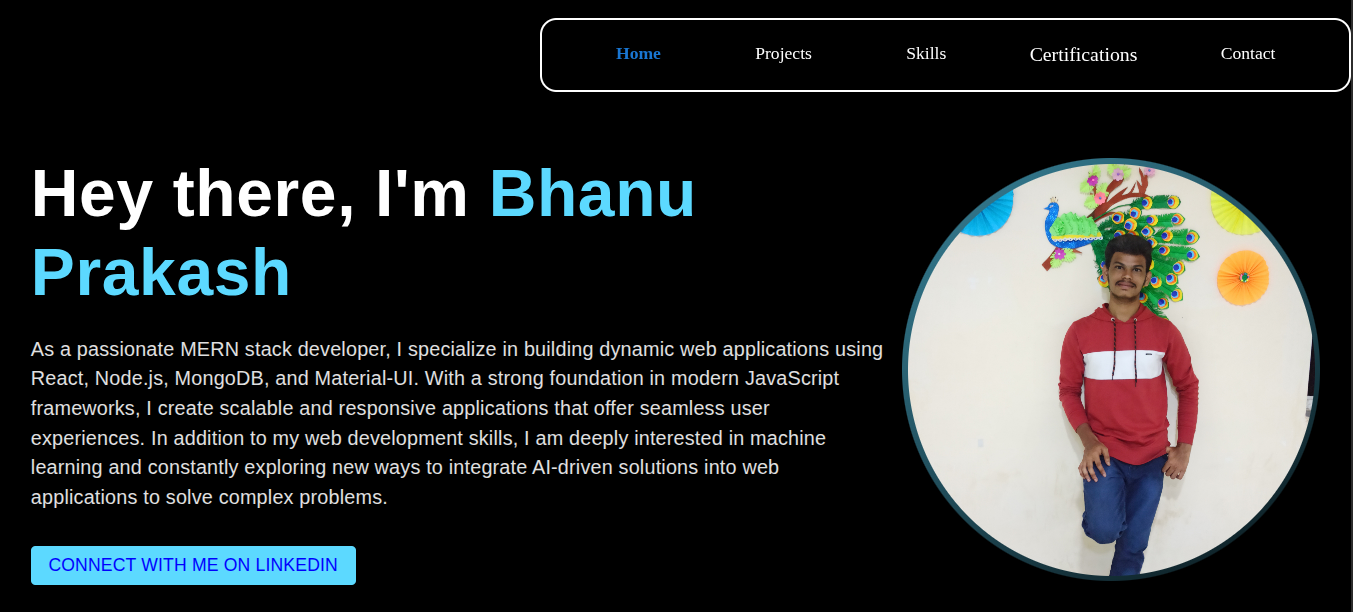 Home Projects Skills Certifications Contact
Hey there, I'm Bhanu
Prakash
As a passionate MERN stack developer, I specialize in building dynamic web applications using
React, Node.js, MongoDB, and Material-UI. With a strong foundation in modern JavaScript
frameworks, I create scalable and responsive applications that offer seamless user
experiences. In addition to my web development skills, I am deeply interested in machine
learning and constantly exploring new ways to integrate AI-driven solutions into web
applications to solve complex problems.
CONNECT WITH ME ON LINKEDIN